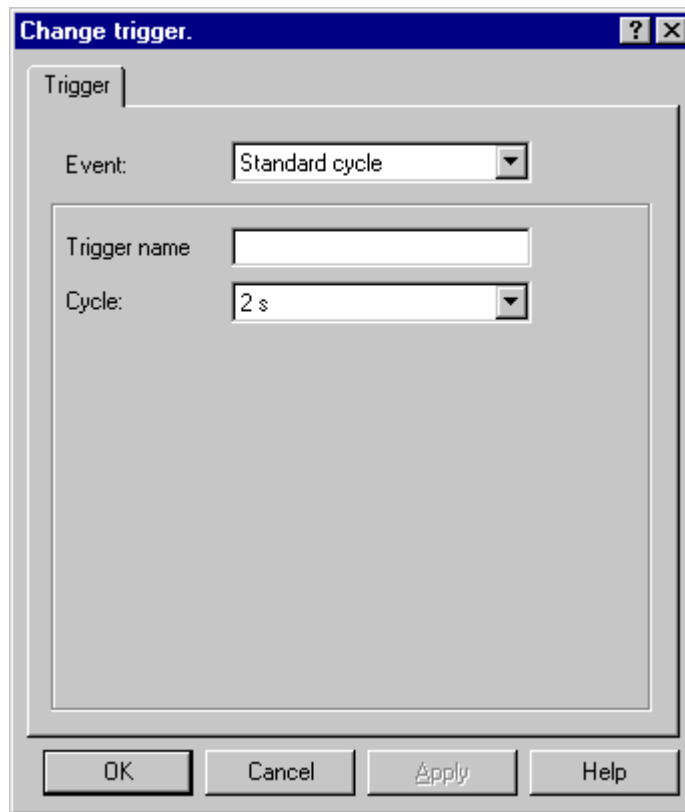 Change trigger.
Trigger
Event: Standard cycle
Trigger name
Cycle: 2 s
OK Cancel Apply Help